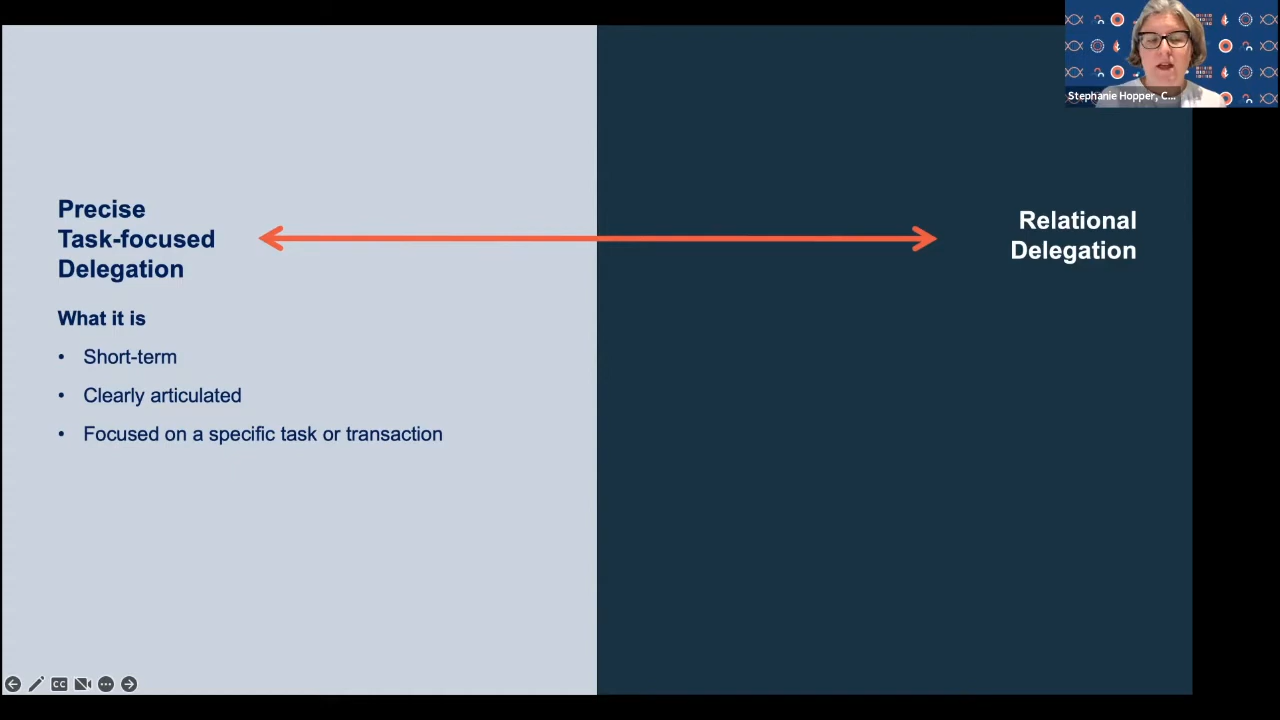 Stephanie Hopper, C...
Precise
Task-focused
Delegation
Relational
Delegation
What it is
• Short-term
• Clearly articulated
• Focused on a specific task or transaction
CC